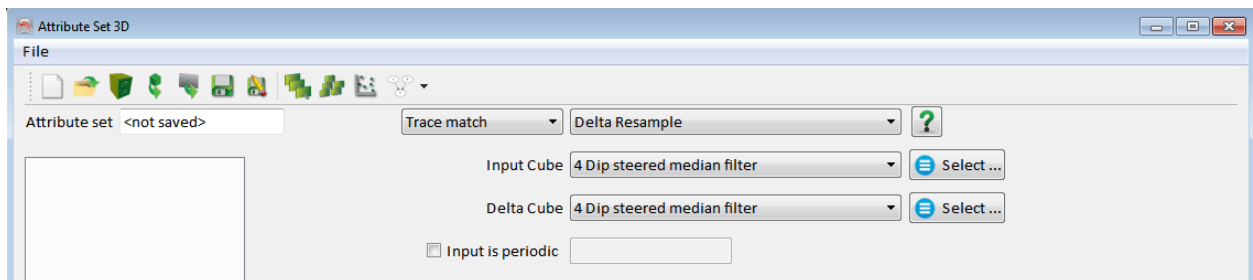 Attribute Set 3D
File
Attribute set <not saved> Trace match Delta Resample ?
Input Cube 4 Dip steered median filter Select ...
Delta Cube 4 Dip steered median filter Select ...
Input is periodic